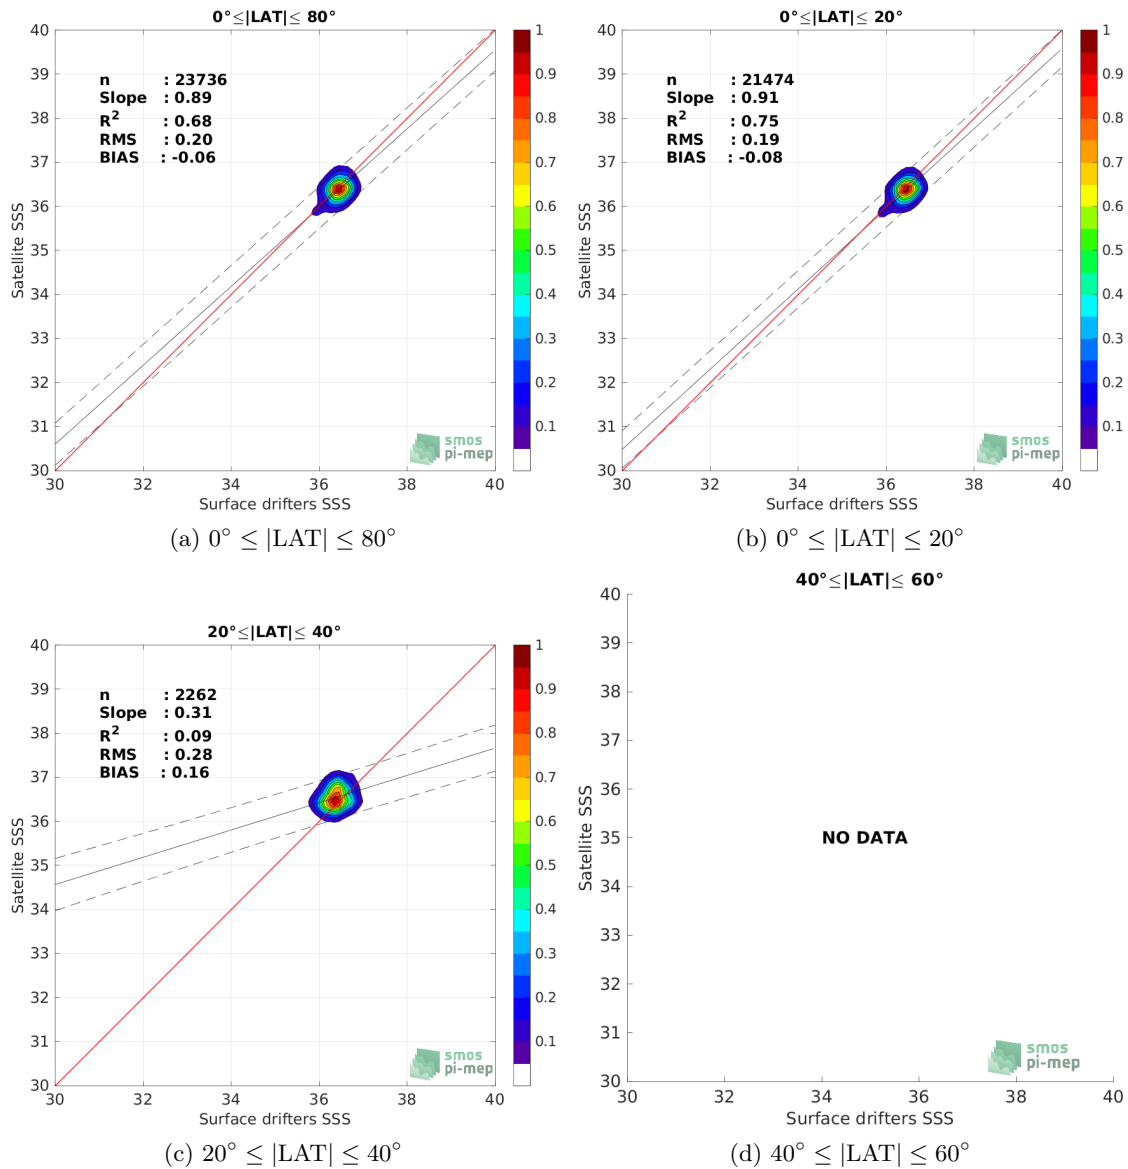 0°≤|LAT|≤ 80°
40
39
38
37
36
35
34
33
32
31
30
Satellite SSS
n : 23736
Slope : 0.89
R² : 0.68
RMS : 0.20
BIAS : -0.06
smos
pi-mep
30 32 34 36 38 40
Surface drifters SSS
1
0.9
0.8
0.7
0.6
0.5
0.4
0.3
0.2
0.1
(a) 0° ≤ |LAT| ≤ 80°
0°≤|LAT|≤ 20°
40
39
38
37
36
35
34
33
32
31
30
Satellite SSS
n : 21474
Slope : 0.91
R² : 0.75
RMS : 0.19
BIAS : -0.08
smos
pi-mep
30 32 34 36 38 40
Surface drifters SSS
1
0.9
0.8
0.7
0.6
0.5
0.4
0.3
0.2
0.1
(b) 0° ≤ |LAT| ≤ 20°
20°≤|LAT|≤ 40°
40
39
38
37
36
35
34
33
32
31
30
Satellite SSS
n : 2262
Slope : 0.31
R² : 0.09
RMS : 0.28
BIAS : 0.16
smos
pi-mep
30 32 34 36 38 40
Surface drifters SSS
1
0.9
0.8
0.7
0.6
0.5
0.4
0.3
0.2
0.1
(c) 20° ≤ |LAT| ≤ 40°
40°≤|LAT|≤ 60°
40
39
38
37
36
35
34
33
32
31
30
Satellite SSS
NO DATA
smos
pi-mep
30 32 34 36 38 40
Surface drifters SSS
(d) 40° ≤ |LAT| ≤ 60°